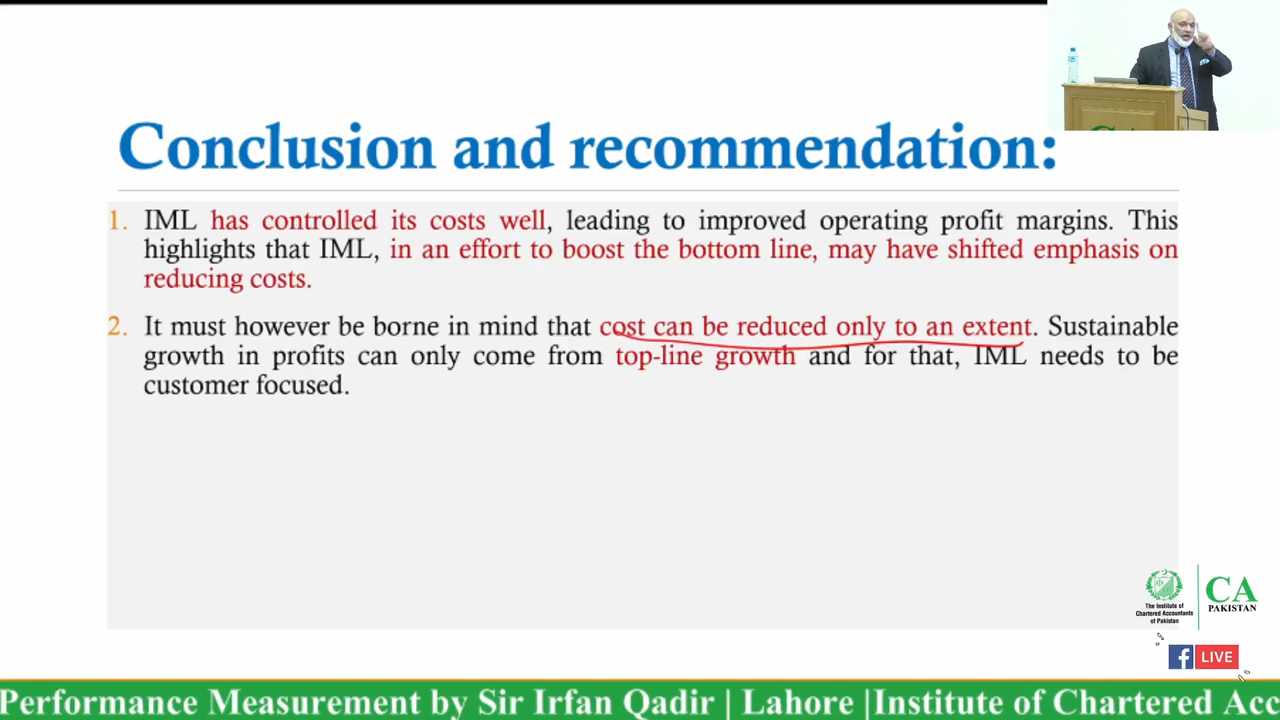 Conclusion and recommendation:
1. IML has controlled its costs well, leading to improved operating profit margins. This
highlights that IML, in an effort to boost the bottom line, may have shifted emphasis on
reducing costs.
2. It must however be borne in mind that cost can be reduced only to an extent. Sustainable
growth in profits can only come from top-line growth and for that, IML needs to be
customer focused.
The Institute of
Chartered Accountants
of Pakistan
CA
PAKISTAN
f LIVE
Performance Measurement by Sir Irfan Qadir | Lahore |Institute of Chartered Acc